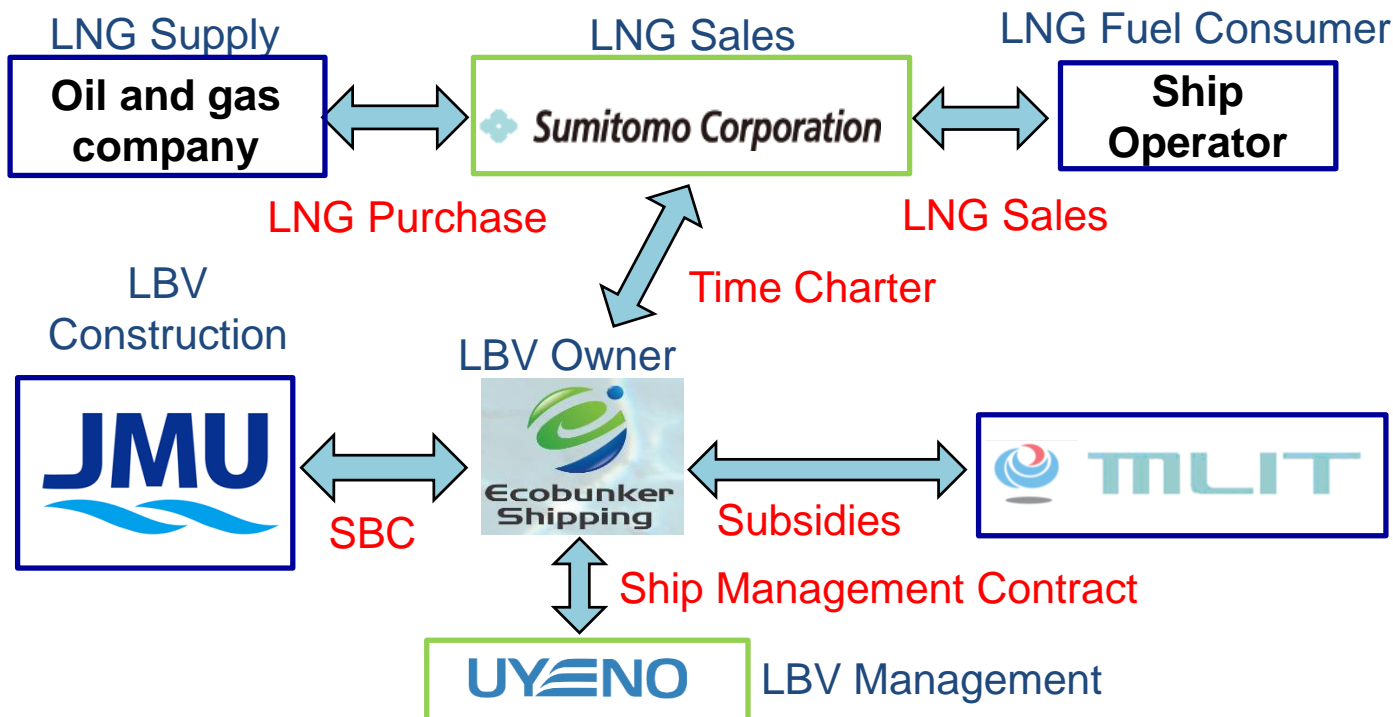 LNG Supply
LNG Sales
LNG Fuel Consumer
Oil and gas
company
Sumitomo Corporation
Ship
Operator
LNG Purchase
LNG Sales
Time Charter
LBV
Construction
LBV Owner
JMU
SBC
Ecobunker
Shipping
Subsidies
MLIT
Ship Management Contract
UYENO
LBV Management